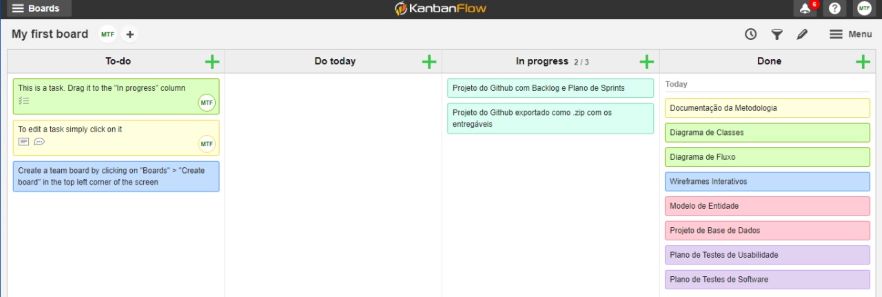 Boards
KanbanFlow
6
?
MTF
My first board
MTF
+
Menu
To-do
Do today
In progress 2 / 3
Done
This is a task. Drag it to the "In progress" column
MTF
To edit a task simply click on it
MTF
Create a team board by clicking on "Boards" > "Create
board" in the top left corner of the screen
Projeto do Github com Backlog e Plano de Sprints
Projeto do Github exportado como .zip com os
entregáveis
Today
Documentação da Metodologia
Diagrama de Classes
Diagrama de Fluxo
Wireframes Interativos
Modelo de Entidade
Projeto de Base de Dados
Plano de Testes de Usabilidade
Plano de Testes de Software